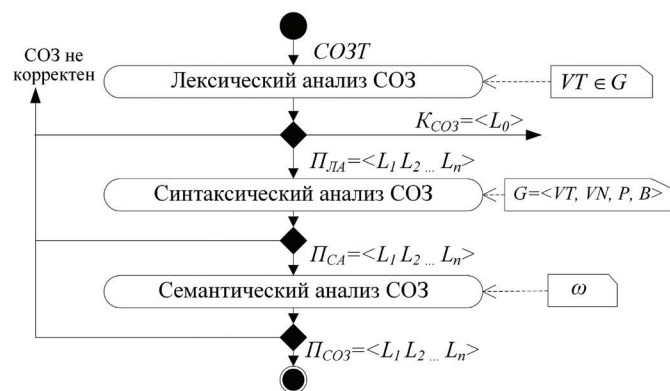 СОЗТ
СОЗ не
корректен
Лексический анализ СОЗ
VT ∈ G
K_СОЗ=<L_0>
П_ЛА=<L_1 L_2 ... L_n>
Синтаксический анализ СОЗ
G=<VT, VN, P, B>
П_СА=<L_1 L_2 ... L_n>
Семантический анализ СОЗ
ω
П_СОЗ=<L_1 L_2 ... L_n>